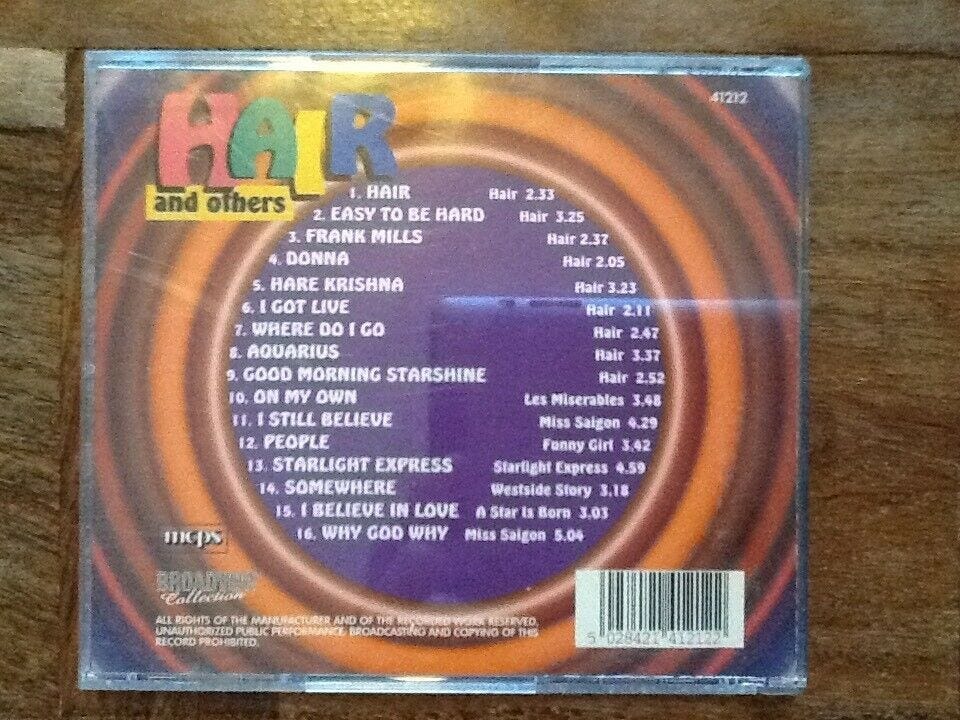 HAIR
and others
41212
1. HAIR Hair 2.33
2. EASY TO BE HARD Hair 3.25
3. FRANK MILLS Hair 2.37
4. DONNA Hair 2.05
5. HARE KRISHNA Hair 3.23
6. I GOT LIVE Hair 2.11
7. WHERE DO I GO Hair 2.47
8. AQUARIUS Hair 3.37
9. GOOD MORNING STARSHINE Hair 2.52
10. ON MY OWN Les Miserables 3.48
11. I STILL BELIEVE Miss Saigon 4.29
12. PEOPLE Funny Girl 3.42
13. STARLIGHT EXPRESS Starlight Express 4.59
14. SOMEWHERE Westside Story 3.18
15. I BELIEVE IN LOVE A Star Is Born 3.03
16. WHY GOD WHY Miss Saigon 5.04
mcps
BROADWAY
Collection
ALL RIGHTS OF THE MANUFACTURER AND OF THE RECORDED WORK RESERVED.
UNAUTHORIZED PUBLIC PERFORMANCE, BROADCASTING AND COPYING OF THIS
RECORD PROHIBITED.
5 028421 412122